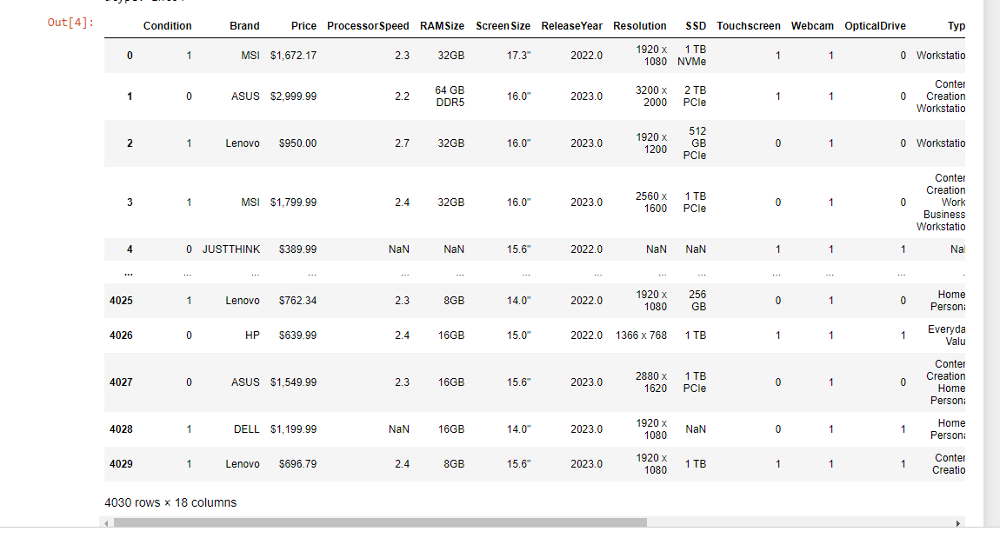 Out[4]:
Condition Brand Price ProcessorSpeed RAMSize ScreenSize ReleaseYear Resolution SSD Touchscreen Webcam OpticalDrive Typ
0 1 MSI $1,672.17 2.3 32GB 17.3" 2022.0 1920 x 1080 1 TB NVMe 1 1 0 Workstatio
1 0 ASUS $2,999.99 2.2 64 GB DDR5 16.0" 2023.0 3200 x 2000 2 TB PCIe 1 1 0 Conter Creation Workstatio
2 1 Lenovo $950.00 2.7 32GB 16.0" 2023.0 1920 x 1200 512 GB PCIe 0 1 0 Workstatio
3 1 MSI $1,799.99 2.4 32GB 16.0" 2023.0 2560 x 1600 1 TB PCIe 0 1 0 Conter Creation Work Business Workstatio
4 0 JUSTTHINK $389.99 NaN NaN 15.6" 2022.0 NaN NaN 1 1 1 Na
... ... ... ... ... ... ... ... ... ... ... ... ... .
4025 1 Lenovo $762.34 2.3 8GB 14.0" 2022.0 1920 x 1080 256 GB 0 1 0 Home Persona
4026 0 HP $639.99 2.4 16GB 15.0" 2022.0 1366 x 768 1 TB 1 1 1 Everyda Valu
4027 0 ASUS $1,549.99 2.3 16GB 15.6" 2023.0 2880 x 1620 1 TB PCIe 0 1 0 Conter Creation Home Persona
4028 1 DELL $1,199.99 NaN 16GB 14.0" 2023.0 1920 x 1080 NaN 0 1 1 Home Persona
4029 1 Lenovo $696.79 2.4 8GB 15.6" 2023.0 1920 x 1080 1 TB 1 1 1 Conter Creatio
4030 rows × 18 columns